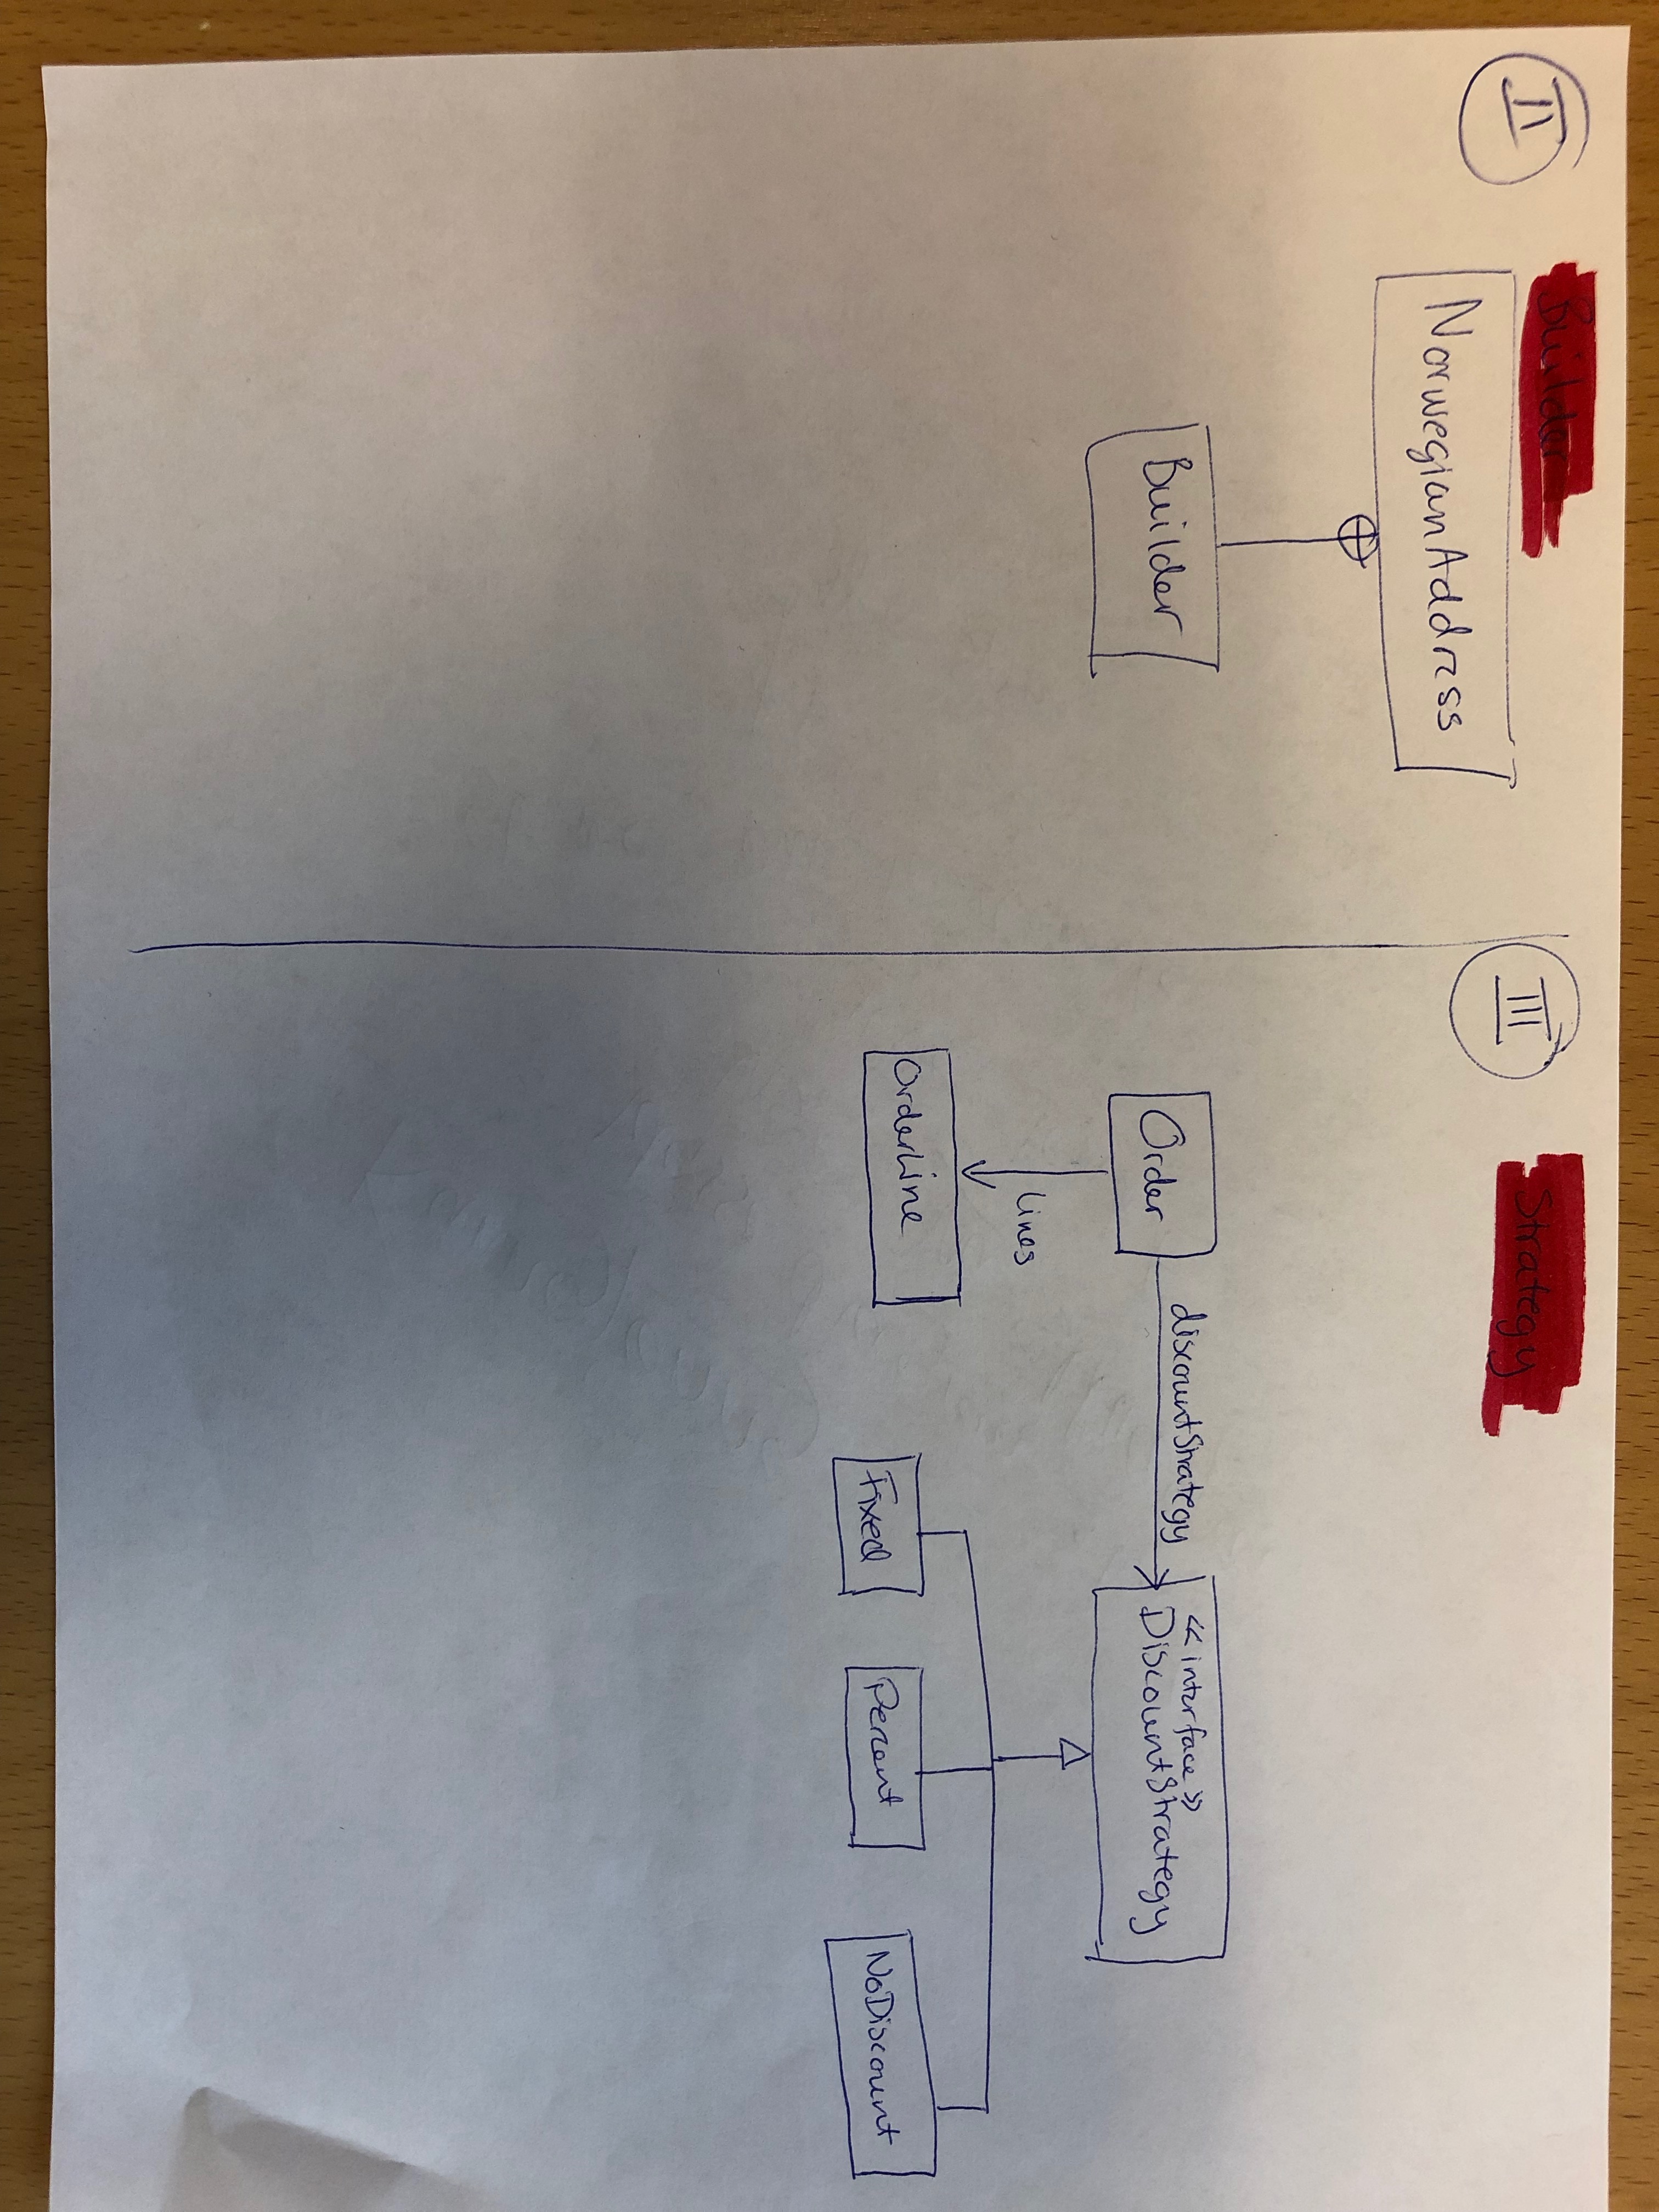 II
Builder
NorwegianAddress
Builder
III
Strategy
Order
discountStrategy
<<interface>>
DiscountStrategy
lines
OrderLine
Fixed
Percent
NoDiscount